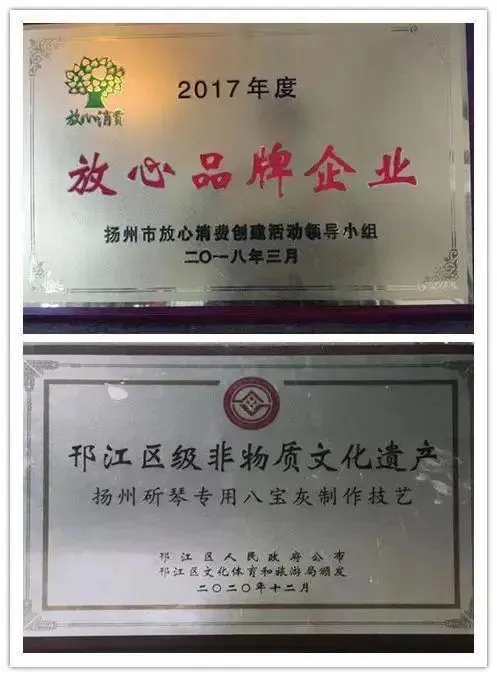 2017年度
放心消费
放心品牌企业
扬州市放心消费创建活动领导小组
二〇一八年三月
邗江区级非物质文化遗产
扬州斫琴专用八宝灰制作技艺
邗江区人民政府公布
邗江区文化体育和旅游局颁发
二〇二〇年十二月